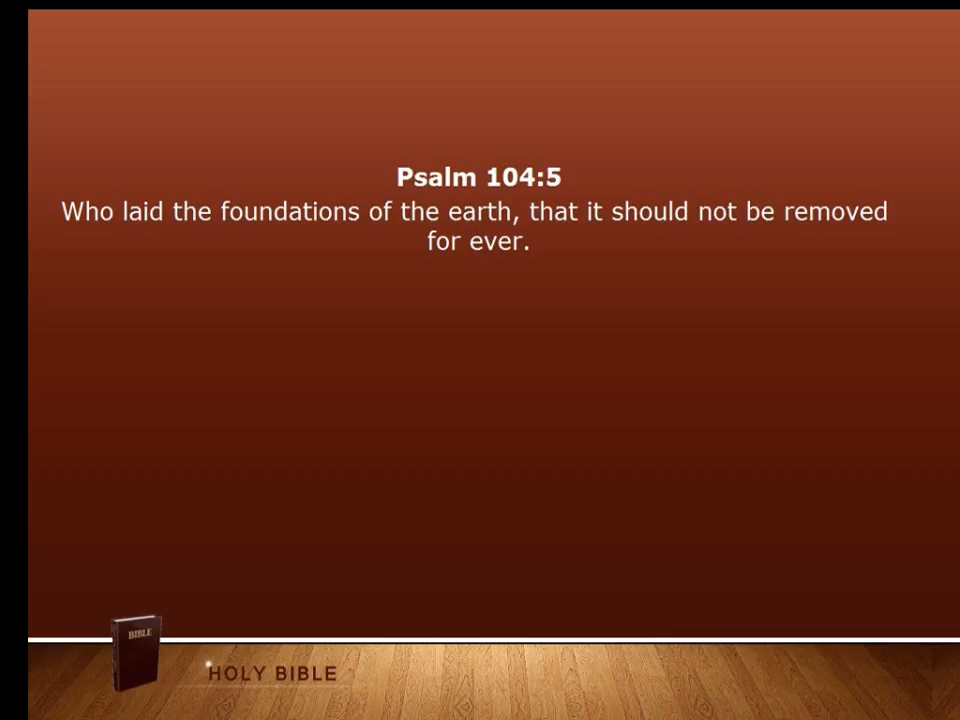 Psalm 104:5
Who laid the foundations of the earth, that it should not be removed
for ever.
BIBLE
HOLY BIBLE